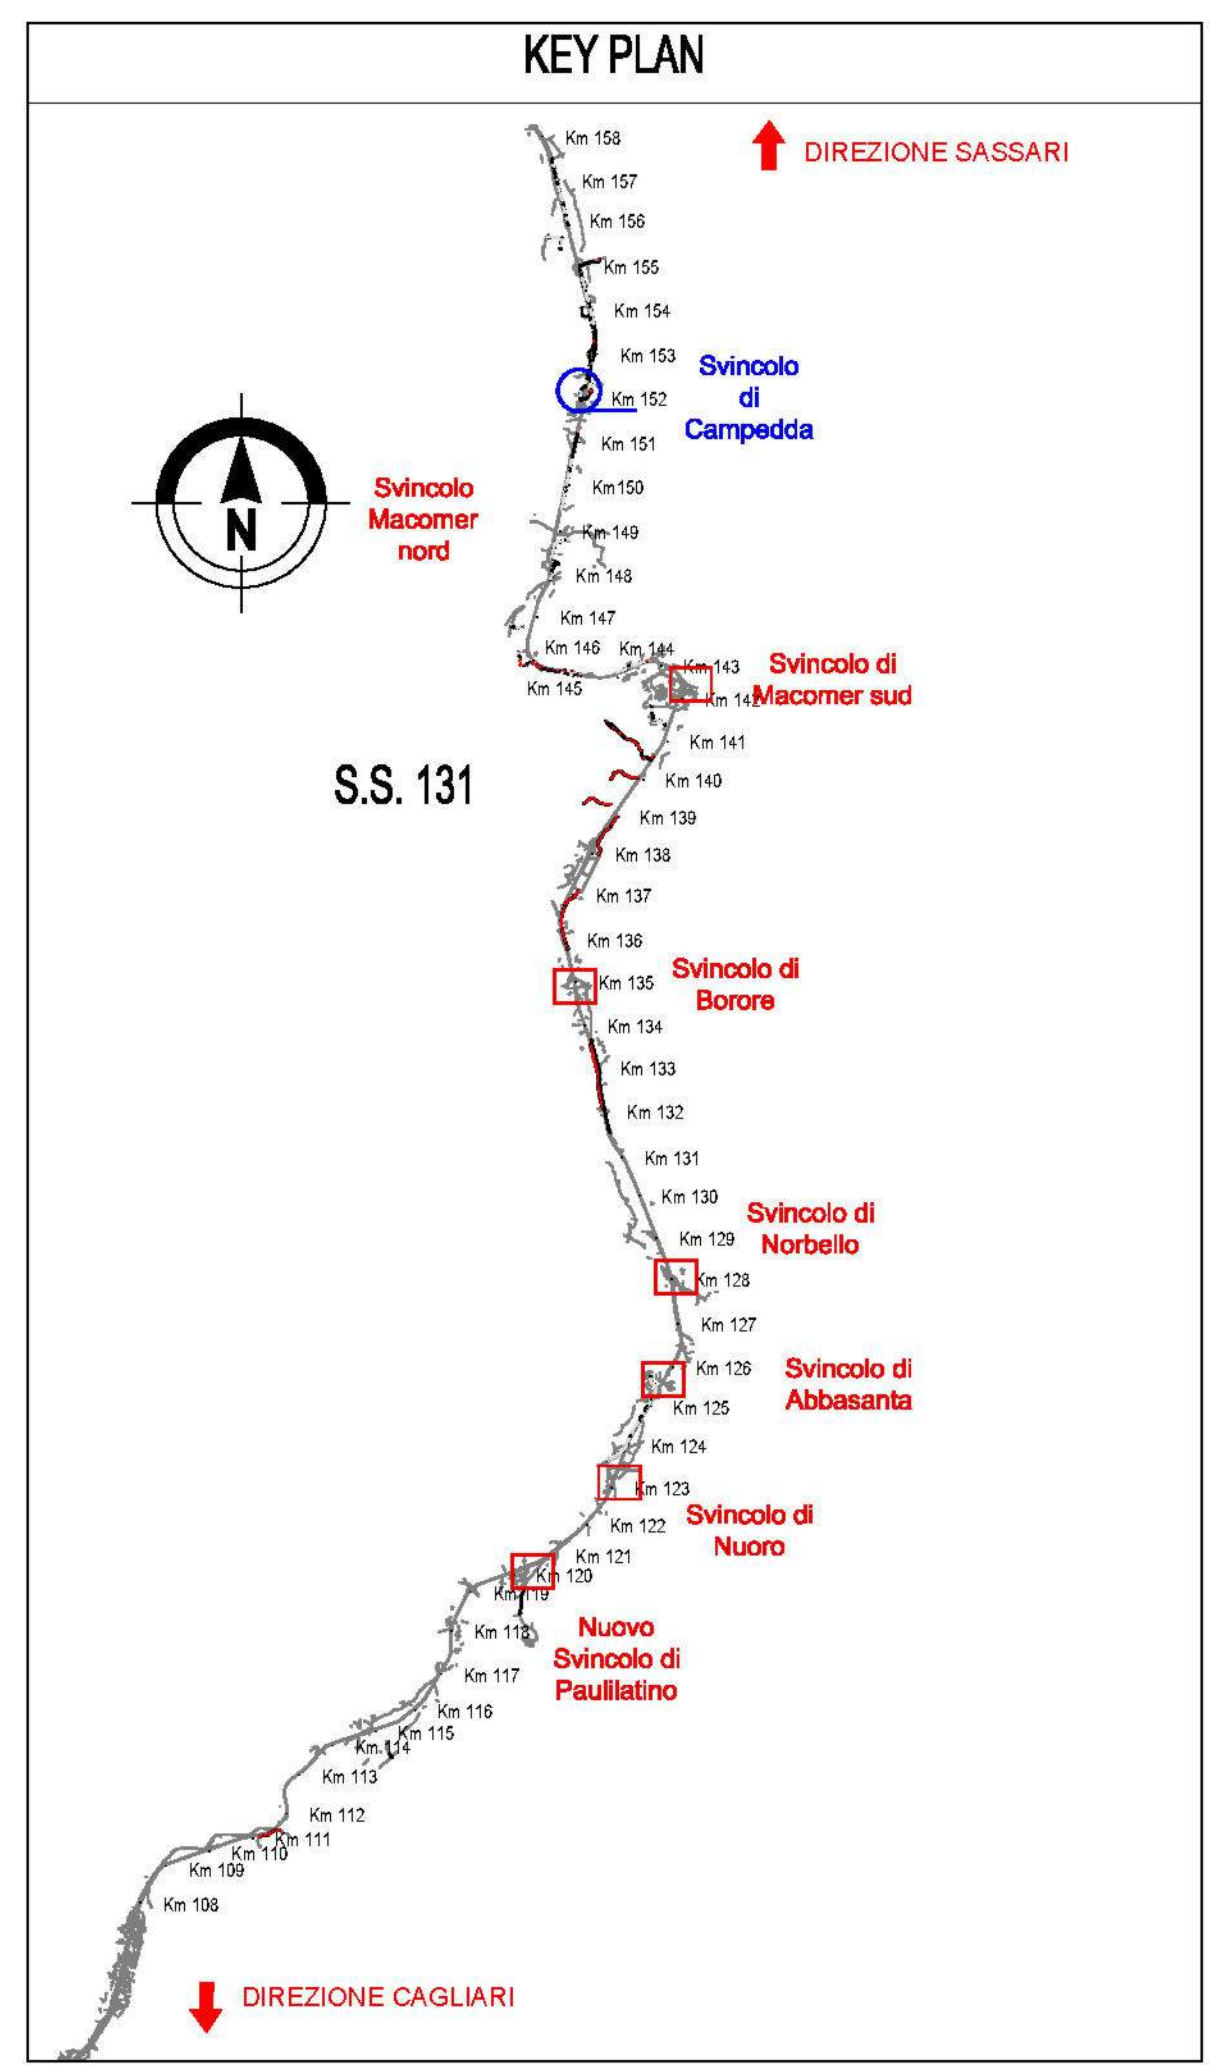 KEY PLAN
Km 158
DIREZIONE SASSARI
Km 157
Km 156
Km 155
Km 154
Km 153
Svincolo
di
Campedda
Km 152
Km 151
Km150
Svincolo
Macomer
nord
N
Km 149
Km 148
Km 147
Km 146
Km 144
Km 143
Km 145
Km 142
Svincolo di
Macomer sud
Km 141
S.S. 131
Km 140
Km 139
Km 138
Km 137
Km 136
Km 135
Svincolo di
Borore
Km 134
Km 133
Km 132
Km 131
Km 130
Km 129
Svincolo di
Norbello
Km 128
Km 127
Km 126
Svincolo di
Abbasanta
Km 125
Km 124
Km 123
Svincolo di
Nuoro
Km 122
Km 121
Km 120
Km 119
Km 118
Nuovo
Svincolo di
Paulilatino
Km 117
Km 116
Km 115
Km 114
Km 113
Km 112
Km 111
Km 110
Km 109
Km 108
DIREZIONE CAGLIARI